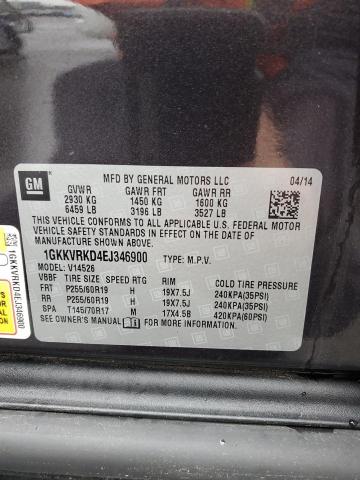 GM
MFD BY GENERAL MOTORS LLC 04/14
GVWR GAWR FRT GAWR RR
2930 KG 1450 KG 1600 KG
6459 LB 3196 LB 3527 LB
THIS VEHICLE CONFORMS TO ALL APPLICABLE U.S. FEDERAL
VEHICLE SAFETY STANDARDS IN EFFECT ON THE DATE OF
MANUFACTURE SHOWN ABOVE.
1GKKVRKD4EJ346900 TYPE: M.P.V.
MODEL: V14526
VBBF TIRE SIZE SPEED RTG RIM COLD TIRE PRESSURE
FRT P255/60R19 H 19X7.5J 240KPA(35PSI)
RR P255/60R19 H 19X7.5J 240KPA(35PSI)
SPA T145/70R17 M 17X4.5B 420KPA(60PSI)
SEE OWNER'S MANUAL FOR ADDITIONAL INFORMATION
1GKKVRKD4EJ346900